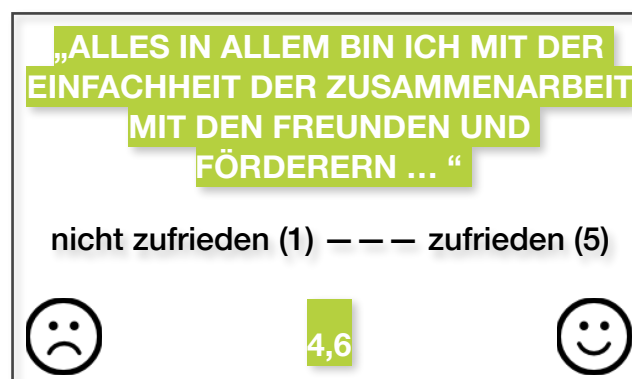 „ALLES IN ALLEM BIN ICH MIT DER
EINFACHHEIT DER ZUSAMMENARBEIT
MIT DEN FREUNDEN UND
FÖRDERERN … “
nicht zufrieden (1) — — — zufrieden (5)
4,6